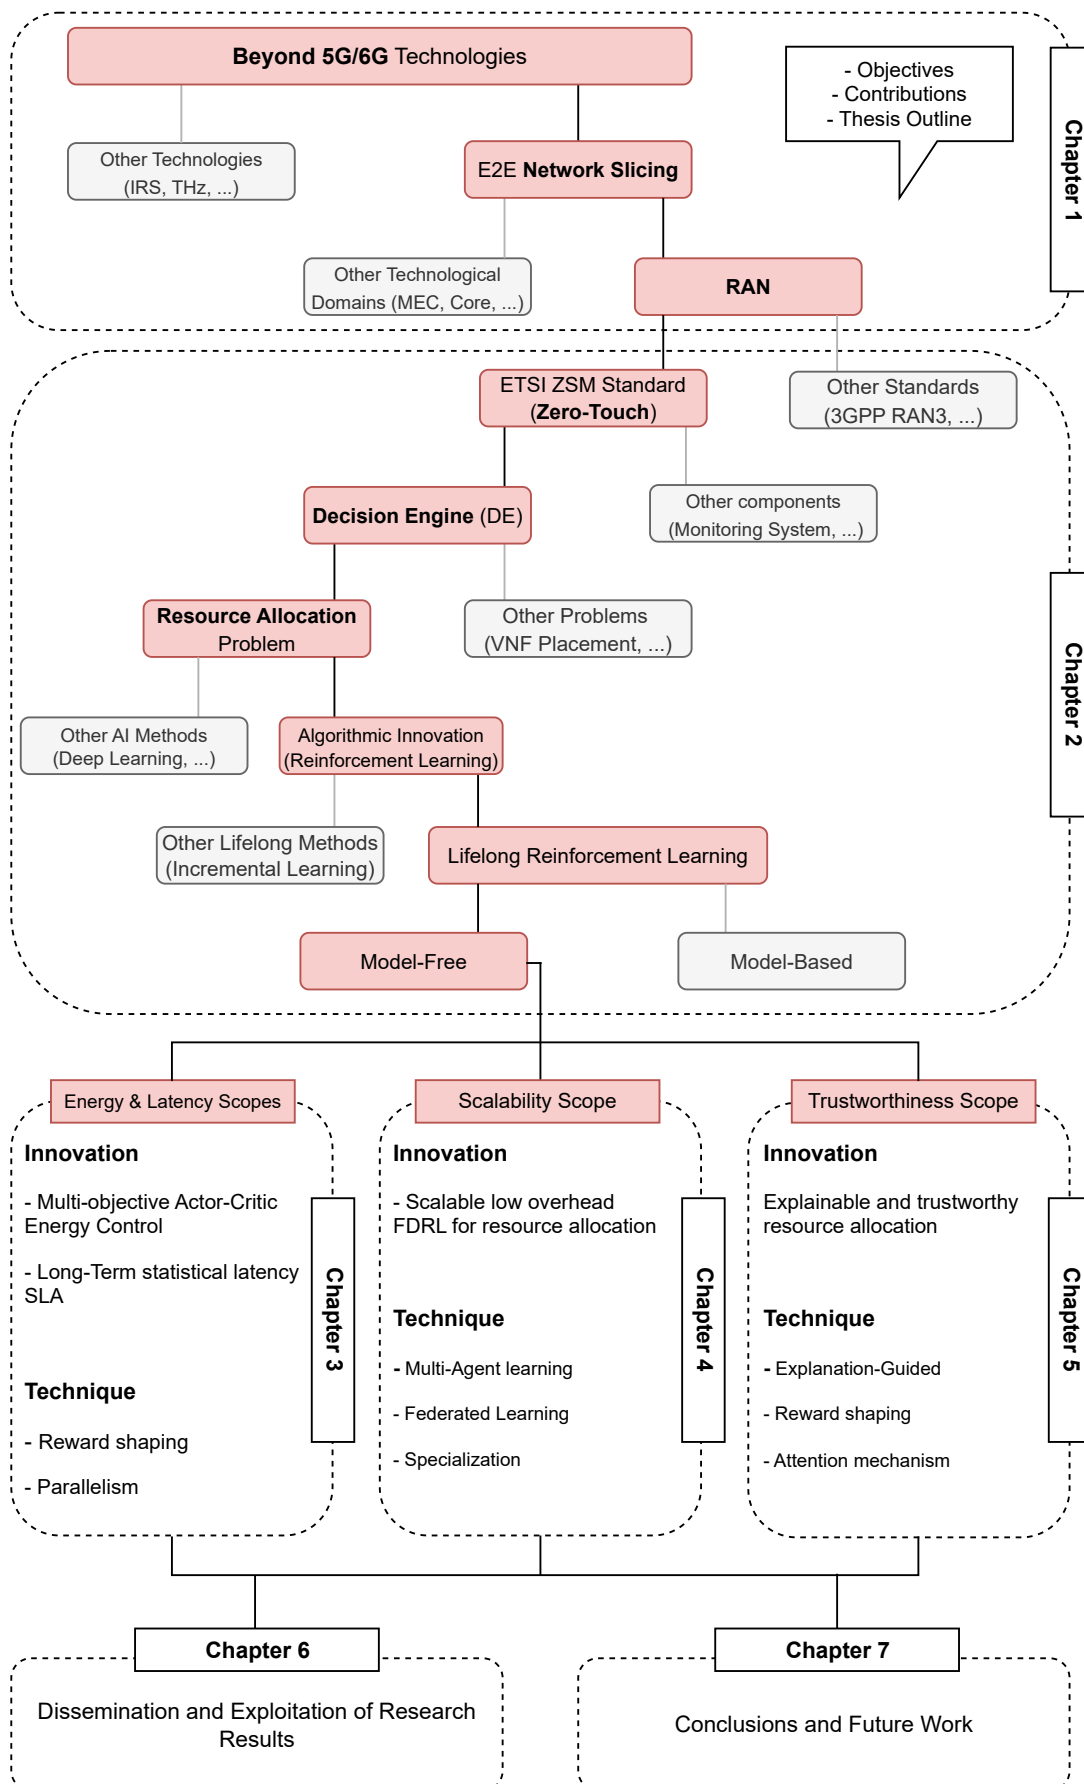 Beyond 5G/6G Technologies
- Objectives
- Contributions
- Thesis Outline
Chapter 1
Other Technologies
(IRS, THz, ...)
E2E Network Slicing
Other Technological
Domains (MEC, Core, ...)
RAN
ETSI ZSM Standard
(Zero-Touch)
Other Standards
(3GPP RAN3, ...)
Decision Engine (DE)
Other components
(Monitoring System, ...)
Chapter 2
Resource Allocation
Problem
Other Problems
(VNF Placement, ...)
Other AI Methods
(Deep Learning, ...)
Algorithmic Innovation
(Reinforcement Learning)
Other Lifelong Methods
(Incremental Learning)
Lifelong Reinforcement Learning
Model-Free
Model-Based
Energy & Latency Scopes
Innovation
- Multi-objective Actor-Critic
Energy Control
- Long-Term statistical latency
SLA
Technique
- Reward shaping
- Parallelism
Chapter 3
Scalability Scope
Innovation
- Scalable low overhead
FDRL for resource allocation
Technique
- Multi-Agent learning
- Federated Learning
- Specialization
Chapter 4
Trustworthiness Scope
Innovation
Explainable and trustworthy
resource allocation
Technique
- Explanation-Guided
- Reward shaping
- Attention mechanism
Chapter 5
Chapter 6
Dissemination and Exploitation of Research
Results
Chapter 7
Conclusions and Future Work